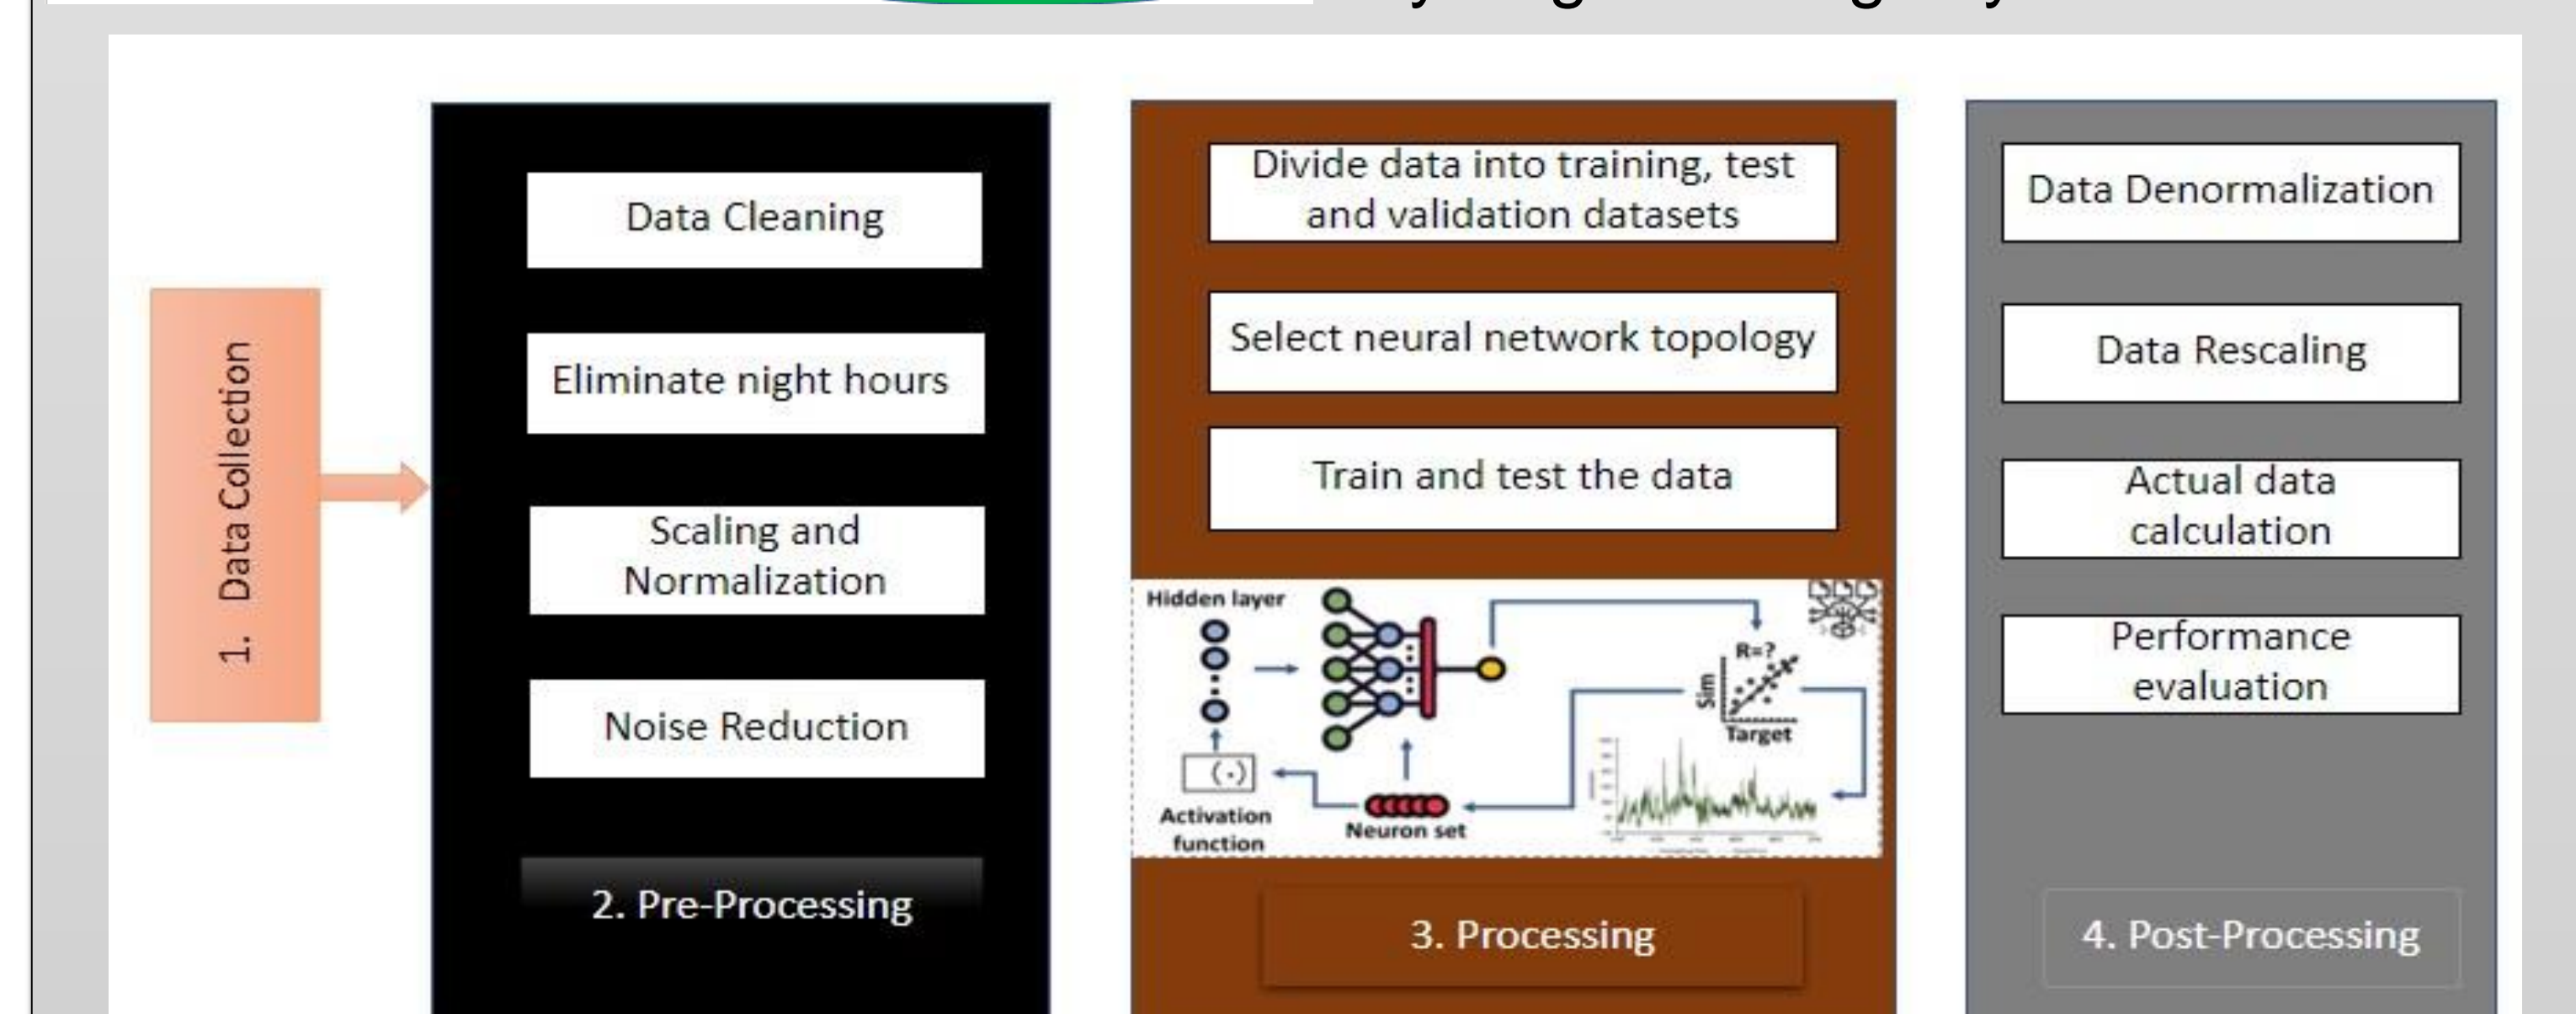 1. Data Collection
Data Cleaning
Eliminate night hours
Scaling and
Normalization
Noise Reduction
2. Pre-Processing
Divide data into training, test
and validation datasets
Select neural network topology
Train and test the data
Hidden layer
R=?
Sim
Target
(.)
Activation
function
Neuron set
3. Processing
Data Denormalization
Data Rescaling
Actual data
calculation
Performance
evaluation
4. Post-Processing